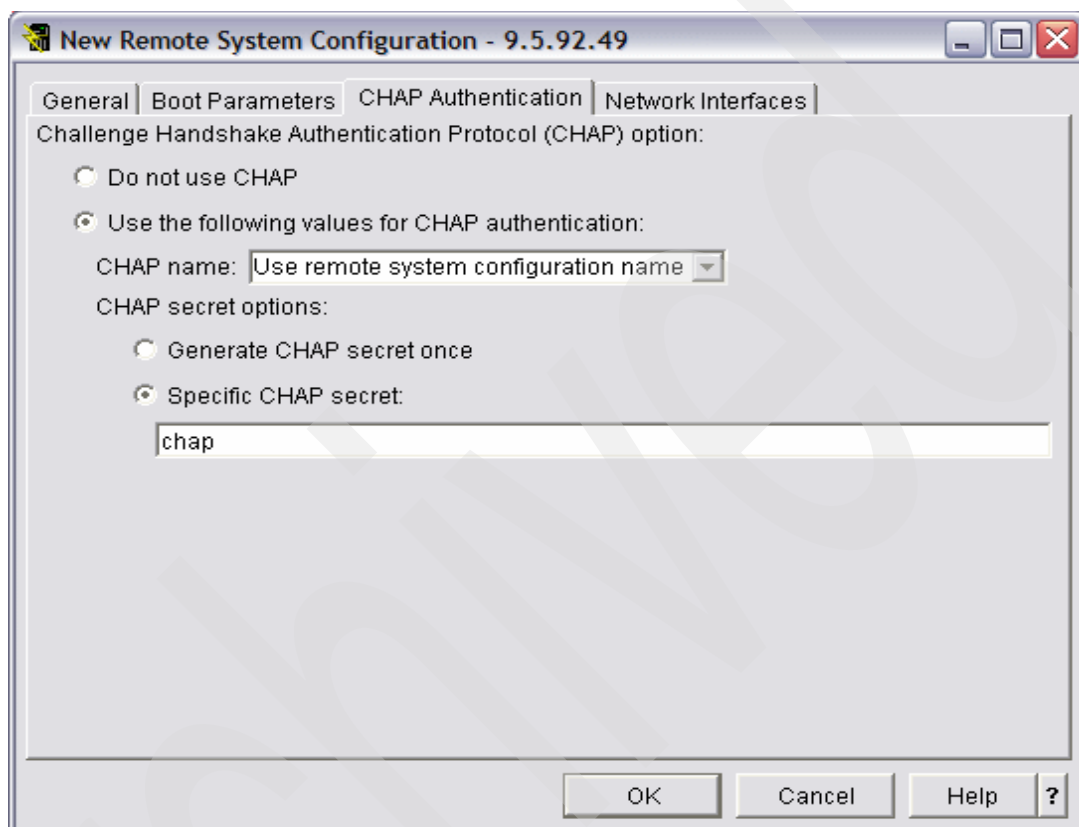 New Remote System Configuration - 9.5.92.49
General Boot Parameters CHAP Authentication Network Interfaces
Challenge Handshake Authentication Protocol (CHAP) option:
Do not use CHAP
Use the following values for CHAP authentication:
CHAP name: Use remote system configuration name
CHAP secret options:
Generate CHAP secret once
Specific CHAP secret:
chap
OK Cancel Help ?